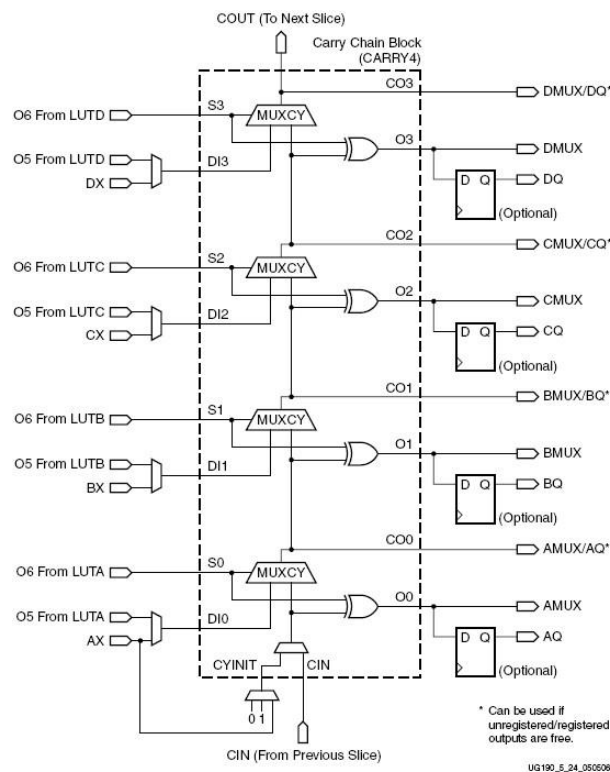 COUT (To Next Slice)
Carry Chain Block
(CARRY4)
CO3
DMUX/DQ*
O6 From LUTD
S3
MUXCY
O3
DMUX
O5 From LUTD
DI3
DX
D Q
DQ
(Optional)
CO2
CMUX/CQ*
O6 From LUTC
S2
MUXCY
O2
CMUX
O5 From LUTC
DI2
CX
D Q
CQ
(Optional)
CO1
BMUX/BQ*
O6 From LUTB
S1
MUXCY
O1
BMUX
O5 From LUTB
DI1
BX
D Q
BQ
(Optional)
CO0
AMUX/AQ*
O6 From LUTA
S0
MUXCY
O0
AMUX
O5 From LUTA
DI0
AX
D Q
AQ
(Optional)
CYINIT
CIN
0 1
* Can be used if
unregistered/registered
outputs are free.
CIN (From Previous Slice)
UG190_5_24_050506